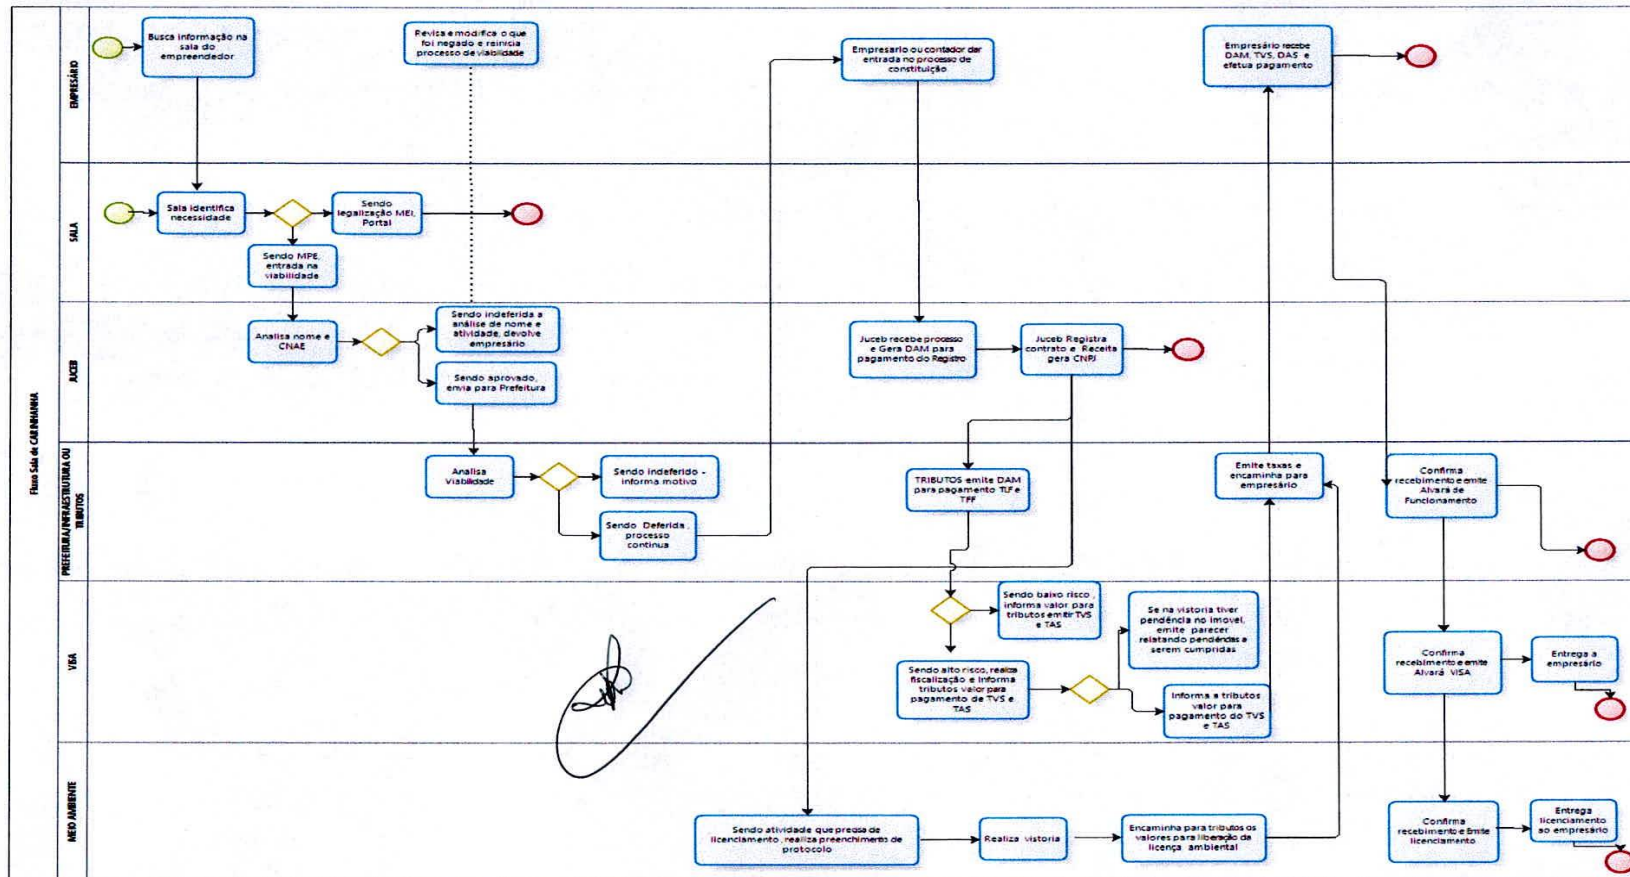 Fluxo Sala de CARINHANHA
EMPRESÁRIO
Busca informação na
sala do
empreendedor
Revisa e modifica o que
foi negado e reinicia
processo de viabilidade
Empresario ou contador dar
entrada no processo de
constituição
Empresário recebe
DAM, TVS, DAS e
efetua pagamento
SALA
Sala identifica
necessidade
Sendo
legalização MEI,
Portal
Sendo MPE,
entrada na
viabilidade
JUCEB
Analisa nome e
CNAE
Sendo indeferida a
análise de nome e
atividade, devolve
empresário
Sendo aprovado,
envia para Prefeitura
Juceb recebe processo
e Gera DAM para
pagamento do Registro
Juceb Registra
contrato e Receita
gera CNPJ
PREFEITURA/INFRAESTRUTURA OU
TRIBUTOS
Analisa
Viabilidade
Sendo indeferido -
informa motivo
Sendo Deferida,
processo
continua
TRIBUTOS emite DAM
para pagamento TLF e
TFF
Emite taxas e
encaminha para
empresário
Confirma
recebimento e emite
Alvará de
Funcionamento
VISA
Sendo baixo risco,
informa valor para
tributos emitir TVS
e TAS
Sendo alto risco, realiza
fiscalização e informa
tributos valor para
pagamento de TVS e
TAS
Se na vistoria tiver
pendência no imovel,
emite parecer
relatando pendências a
serem cumpridas
Informa a tributos
valor para
pagamento do TVS
e TAS
Confirma
recebimento e emite
Alvará VISA
Entrega a
empresário
MEIO AMBIENTE
Sendo atividade que precisa de
licenciamento, realiza preenchimento de
protocolo
Realiza vistoria
Encaminha para tributos os
valores para liberação da
licença ambiental
Confirma
recebimento e Emite
licenciamento
Entrega
licenciamento
ao empresário